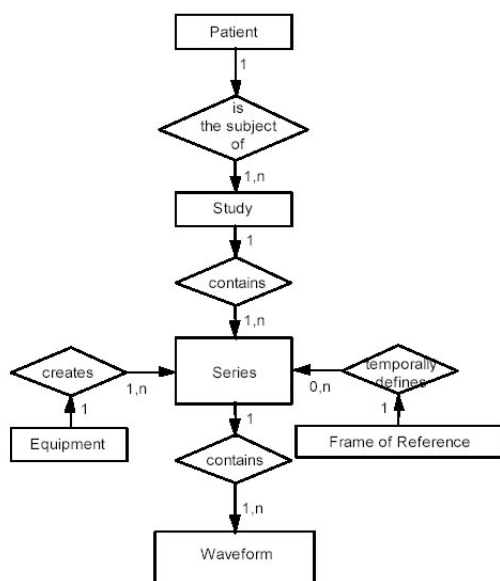 Patient
1
is
the subject
of
1,n
Study
1
contains
1,n
creates
1,n
Series
0,n
temporally
defines
1
1
1
Equipment
contains
Frame of Reference
1,n
Waveform